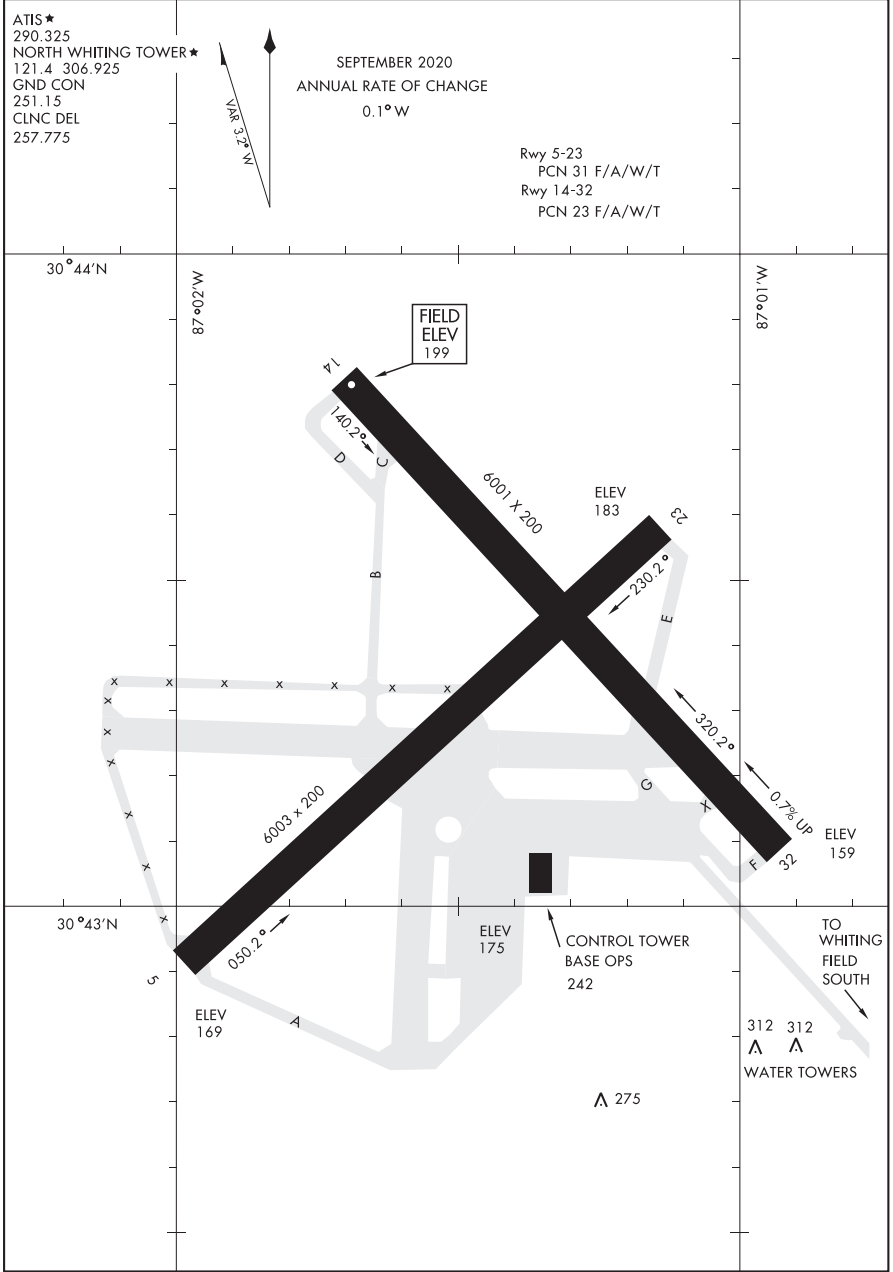 ATIS★
290.325
NORTH WHITING TOWER★
121.4 306.925
GND CON
251.15
CLNC DEL
257.775
VAR 3.2° W
SEPTEMBER 2020
ANNUAL RATE OF CHANGE
0.1° W
Rwy 5-23
PCN 31 F/A/W/T
Rwy 14-32
PCN 23 F/A/W/T
30°44'N
87°02'W
87°01'W
FIELD
ELEV
199
14
140.2°
D
C
6001 X 200
ELEV
183
23
230.2°
B
E
x x x x x x x
x
x
x
x
x
x
320.2°
G
X
0.7% UP
ELEV
159
6003 x 200
F
32
30°43'N
050.2°
5
ELEV
175
CONTROL TOWER
BASE OPS
242
TO
WHITING
FIELD
SOUTH
ELEV
169
A
312 312
WATER TOWERS
275